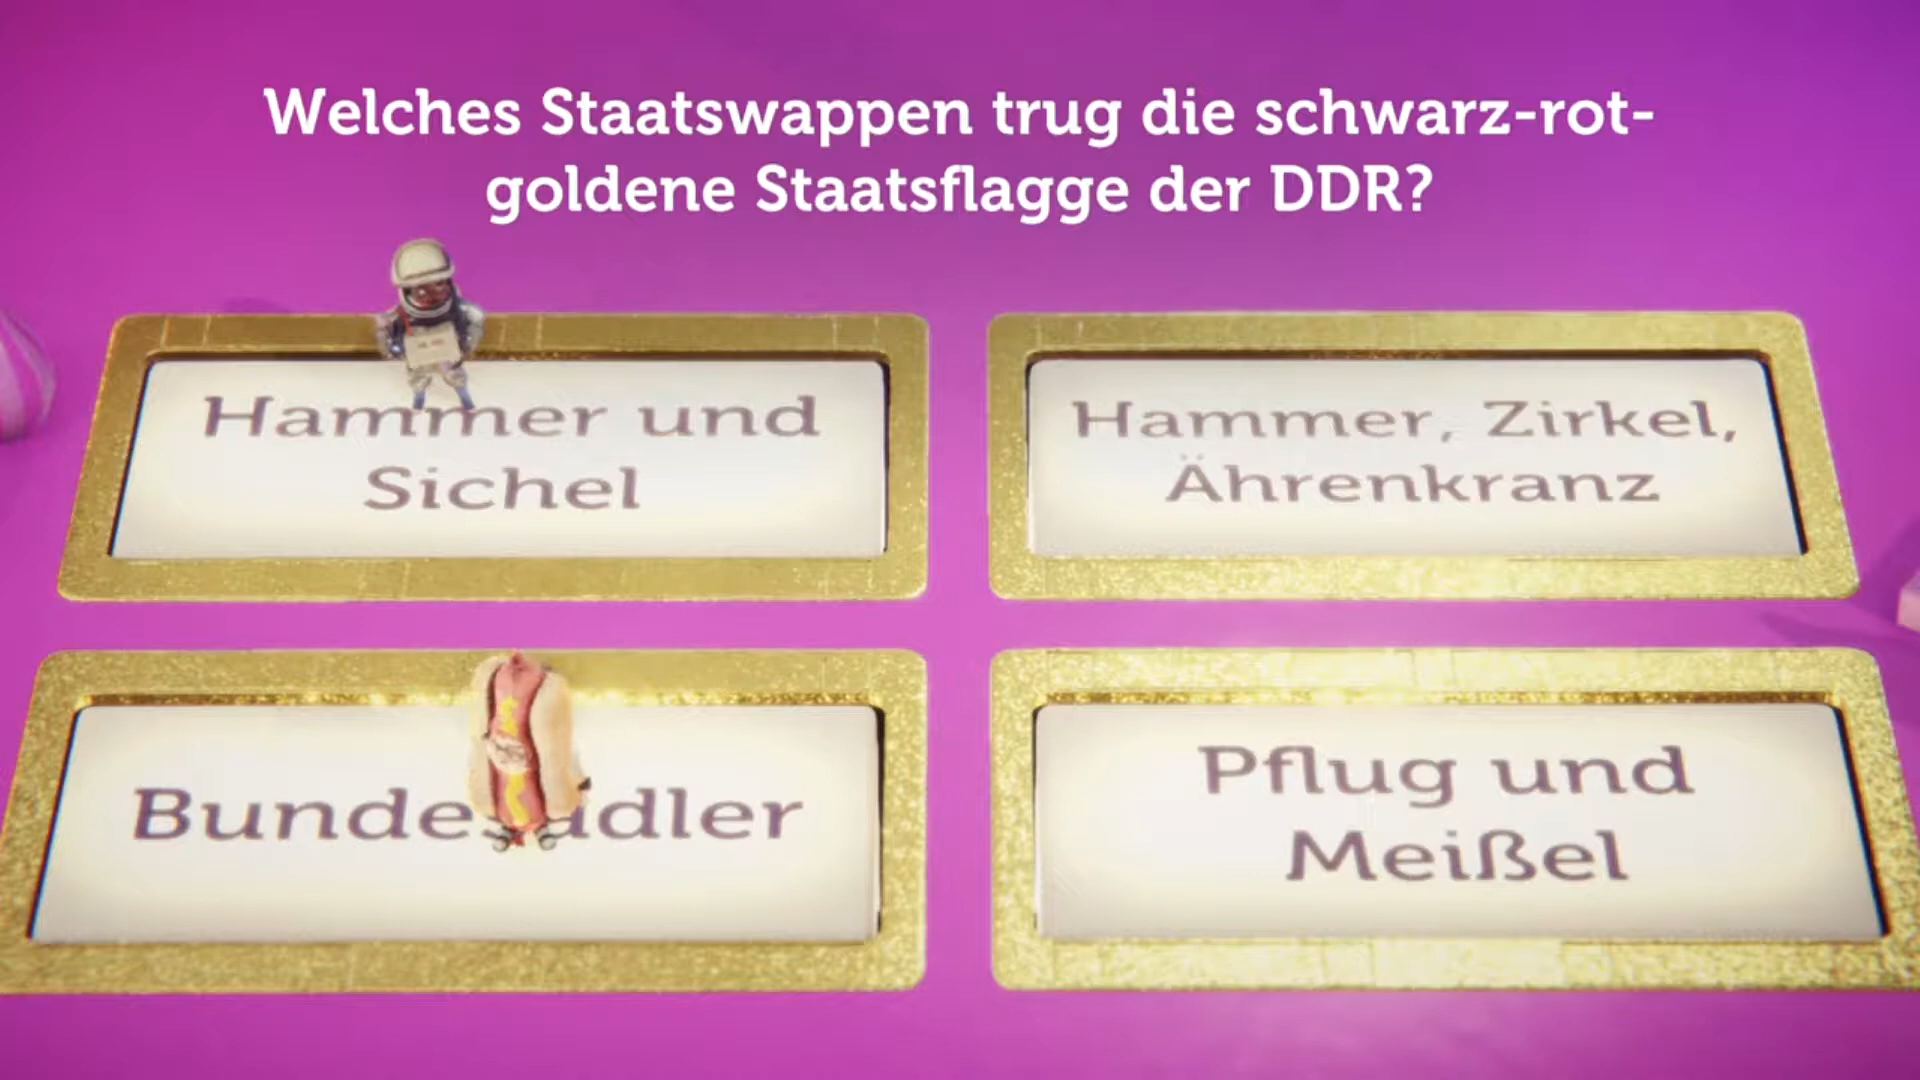 Welches Staatswappen trug die schwarz-rot-
goldene Staatsflagge der DDR?
Hammer und
Sichel
Hammer, Zirkel,
Ährenkranz
Bundesadler
Pflug und
Meißel